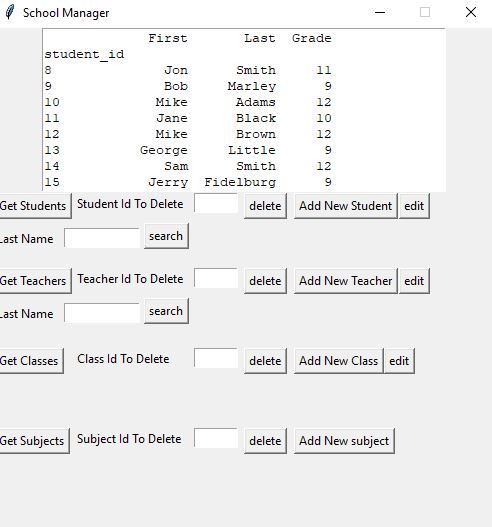 School Manager
First Last Grade
student_id
8 Jon Smith 11
9 Bob Marley 9
10 Mike Adams 12
11 Jane Black 10
12 Mike Brown 12
13 George Little 9
14 Sam Smith 12
15 Jerry Fidelburg 9
Get Students Student Id To Delete delete Add New Student edit
Last Name search
Get Teachers Teacher Id To Delete delete Add New Teacher edit
Last Name search
Get Classes Class Id To Delete delete Add New Class edit
Get Subjects Subject Id To Delete delete Add New subject